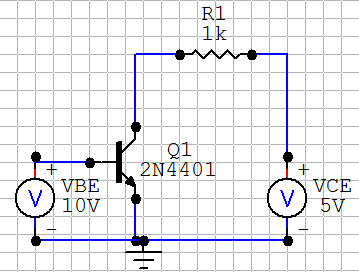 R1
1k
Q1
2N4401
+
V
VBE
10V
-
+
V
VCE
5V
-